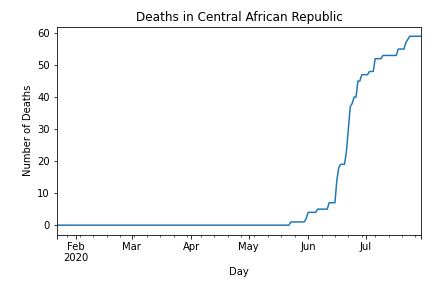 Deaths in Central African Republic
60
50
40
30
20
10
0
Number of Deaths
Feb
2020
Mar
Apr
May
Jun
Jul
Day